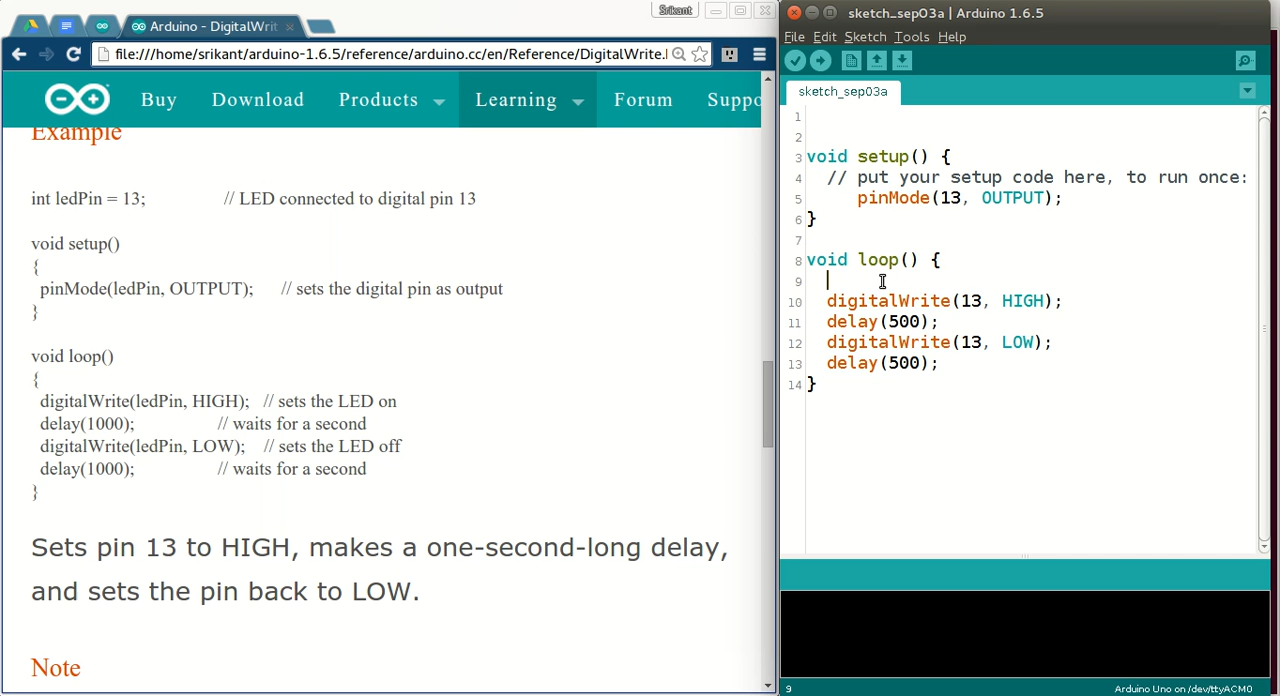 Arduino - DigitalWrit
Srikant
file:///home/srikant/arduino-1.6.5/reference/arduino.cc/en/Reference/DigitalWrite.
Buy Download Products Learning Forum Suppo
Example
int ledPin = 13; // LED connected to digital pin 13
void setup()
{
pinMode(ledPin, OUTPUT); // sets the digital pin as output
}
void loop()
{
digitalWrite(ledPin, HIGH); // sets the LED on
delay(1000); // waits for a second
digitalWrite(ledPin, LOW); // sets the LED off
delay(1000); // waits for a second
}
Sets pin 13 to HIGH, makes a one-second-long delay,
and sets the pin back to LOW.
Note
sketch_sep03a | Arduino 1.6.5
File Edit Sketch Tools Help
sketch_sep03a
1
2
3 void setup() {
4 // put your setup code here, to run once:
5 pinMode(13, OUTPUT);
6 }
7
8 void loop() {
9
10 digitalWrite(13, HIGH);
11 delay(500);
12 digitalWrite(13, LOW);
13 delay(500);
14 }
9 Arduino Uno on /dev/ttyACM0